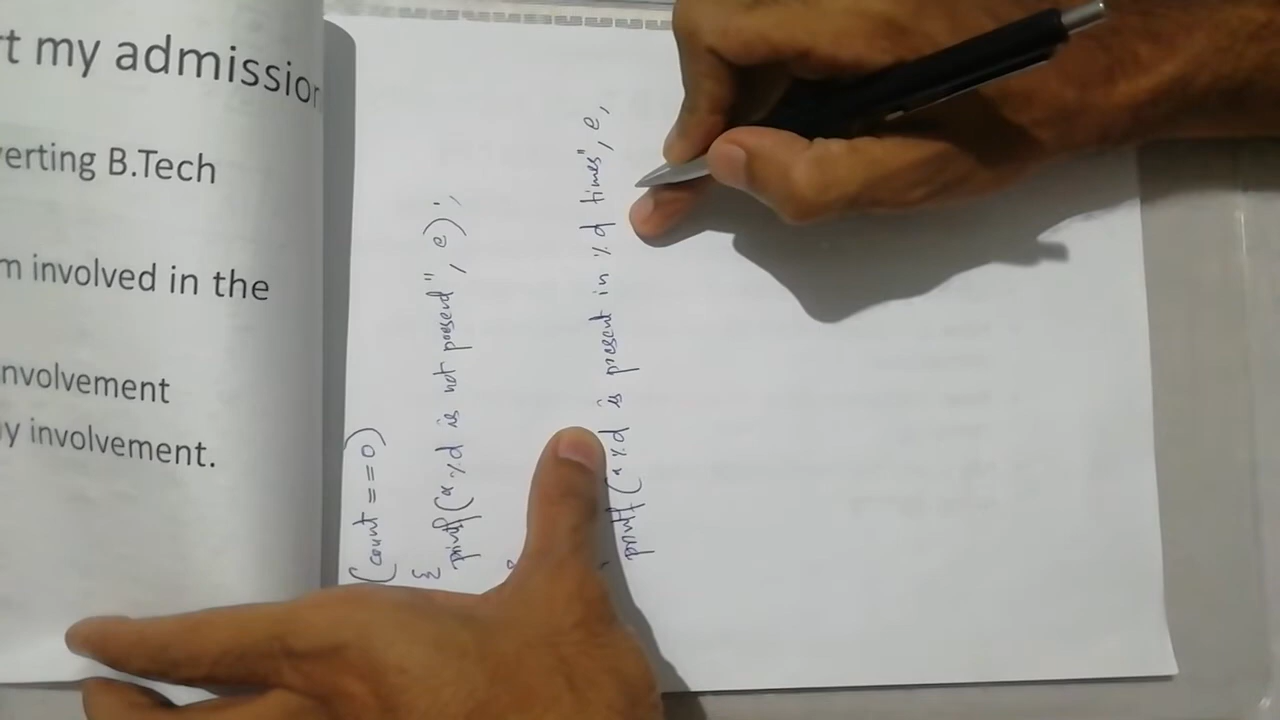 t my admission
erting B.Tech
m involved in the
nvolvement
y involvement.
(count == 0)
{
printf("%d is not present", e);
printf("%d is present in %d times", e,